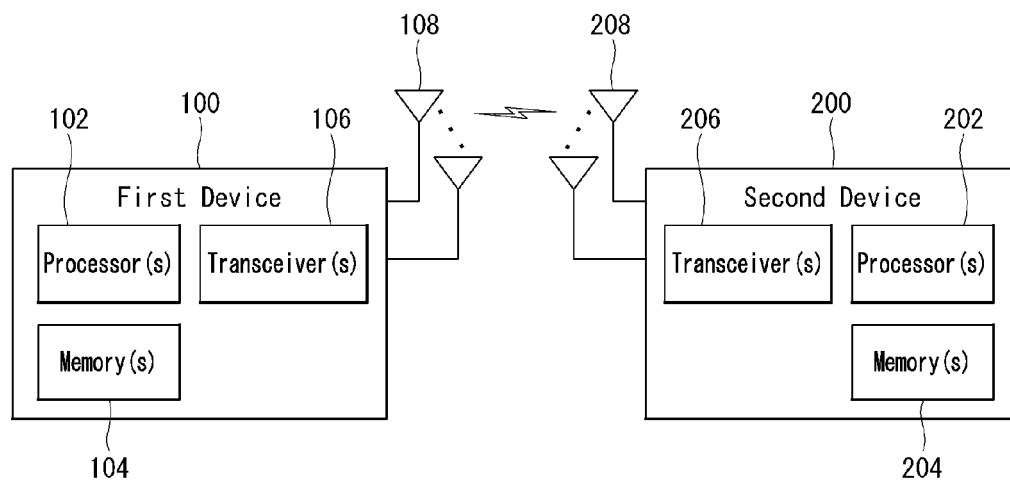 108
208
100
200
102
106
206
202
First Device
Second Device
Processor(s)
Transceiver(s)
Transceiver(s)
Processor(s)
Memory(s)
Memory(s)
104
204